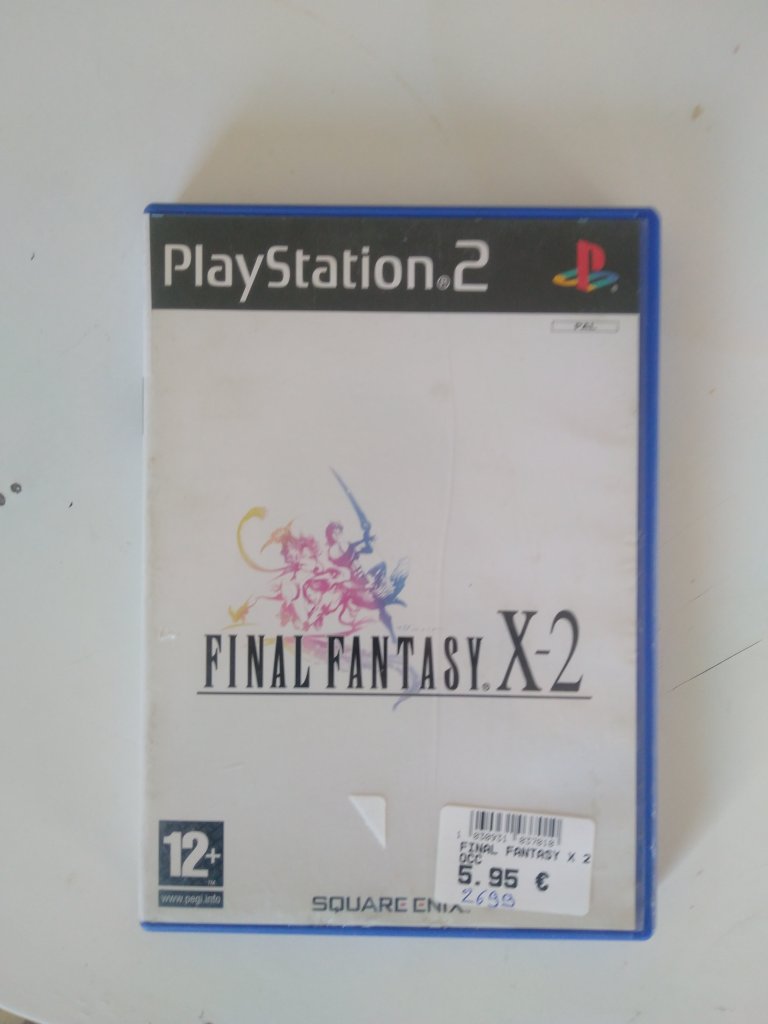 PlayStation®2
PAL
FINAL FANTASY® X-2
12+
™
www.pegi.info
FINAL FANTASY X 2
OCC
5.95 €
2699
SQUARE ENIX.